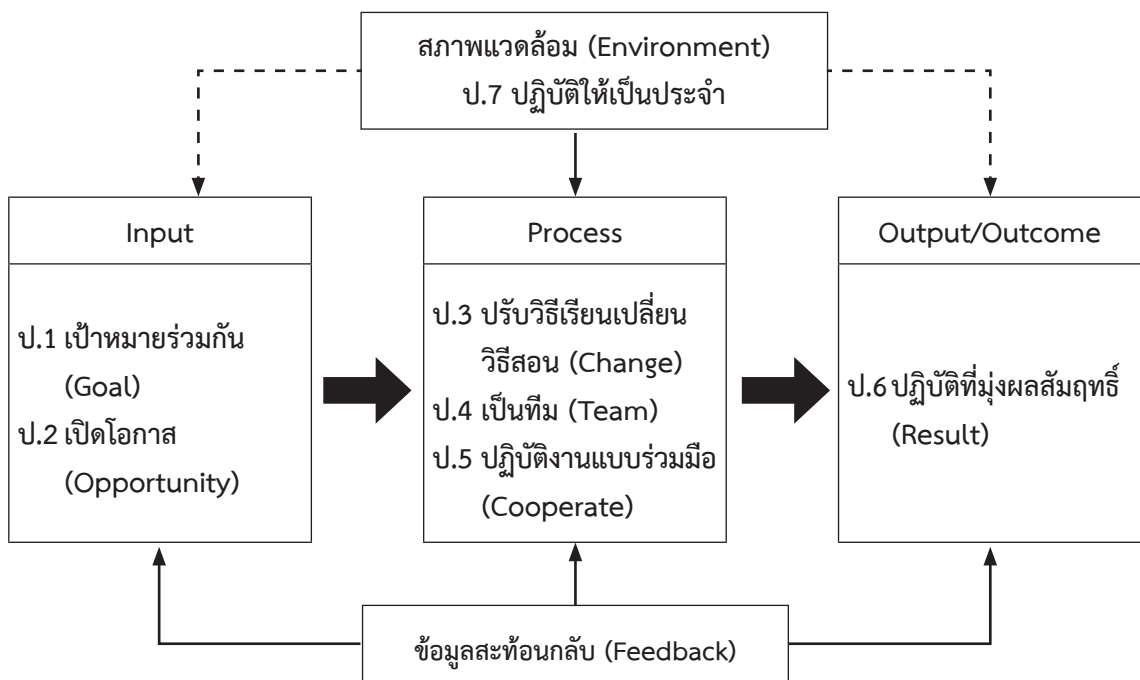 สภาพแวดล้อม (Environment)
ป.7 ปฏิบัติให้เป็นประจำ
Input
ป.1 เป้าหมายร่วมกัน
(Goal)
ป.2 เปิดโอกาส
(Opportunity)
Process
ป.3 ปรับวิธีเรียนเปลี่ยน
วิธีสอน (Change)
ป.4 เป็นทีม (Team)
ป.5 ปฏิบัติงานแบบร่วมมือ
(Cooperate)
Output/Outcome
ป.6 ปฏิบัติที่มุ่งผลสัมฤทธิ์
(Result)
ข้อมูลสะท้อนกลับ (Feedback)